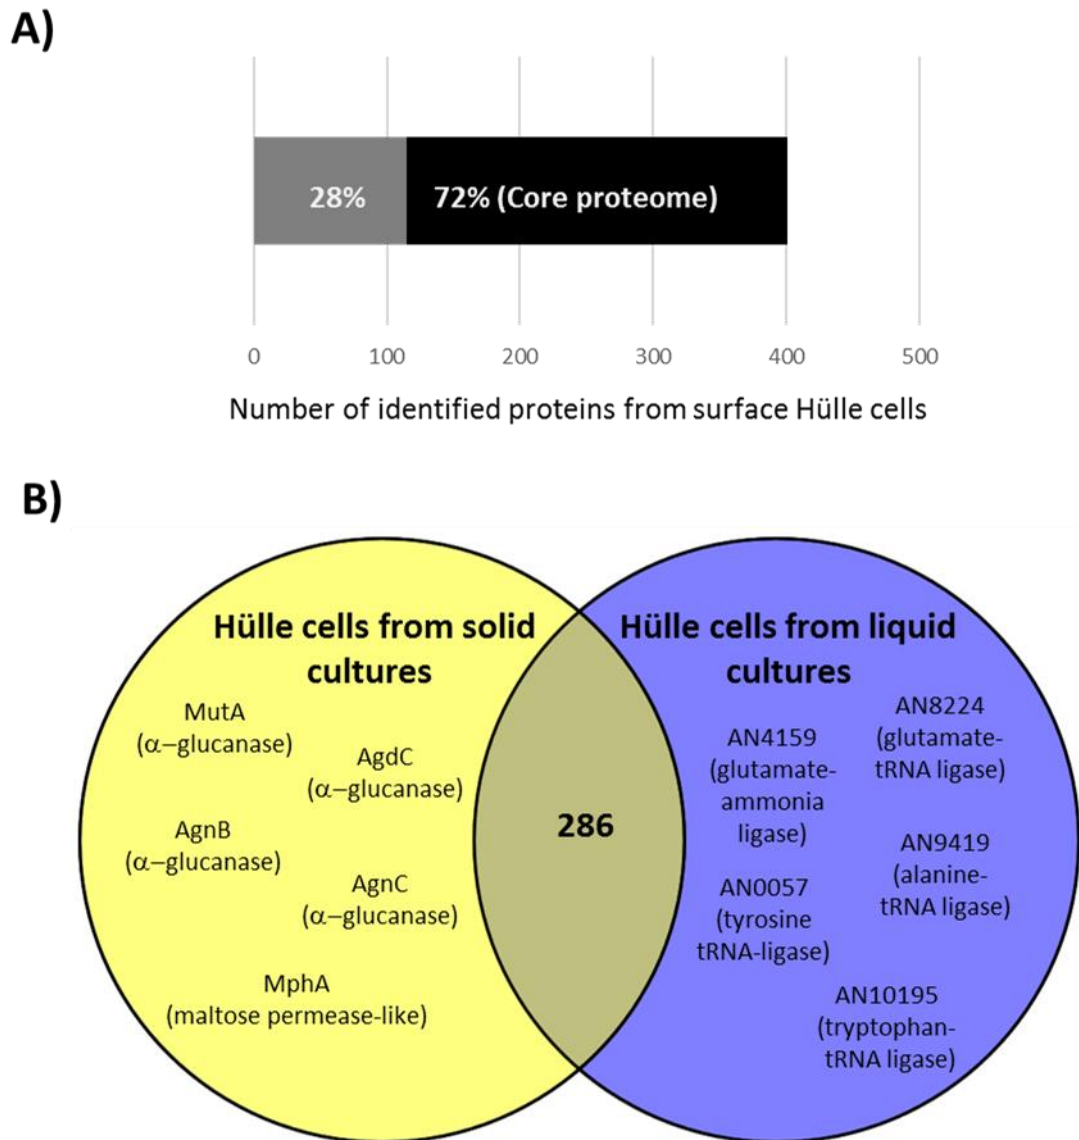 A)
28%
72% (Core proteome)
0
100
200
300
400
500
Number of identified proteins from surface Hülle cells
B)
Hülle cells from solid
cultures
MutA
(α–glucanase)
AgdC
(α–glucanase)
AgnB
(α–glucanase)
AgnC
(α–glucanase)
MphA
(maltose permease-like)
286
Hülle cells from liquid
cultures
AN8224
(glutamate-
tRNA ligase)
AN4159
(glutamate-
ammonia
ligase)
AN9419
(alanine-
tRNA ligase)
AN0057
(tyrosine
tRNA-ligase)
AN10195
(tryptophan-
tRNA ligase)